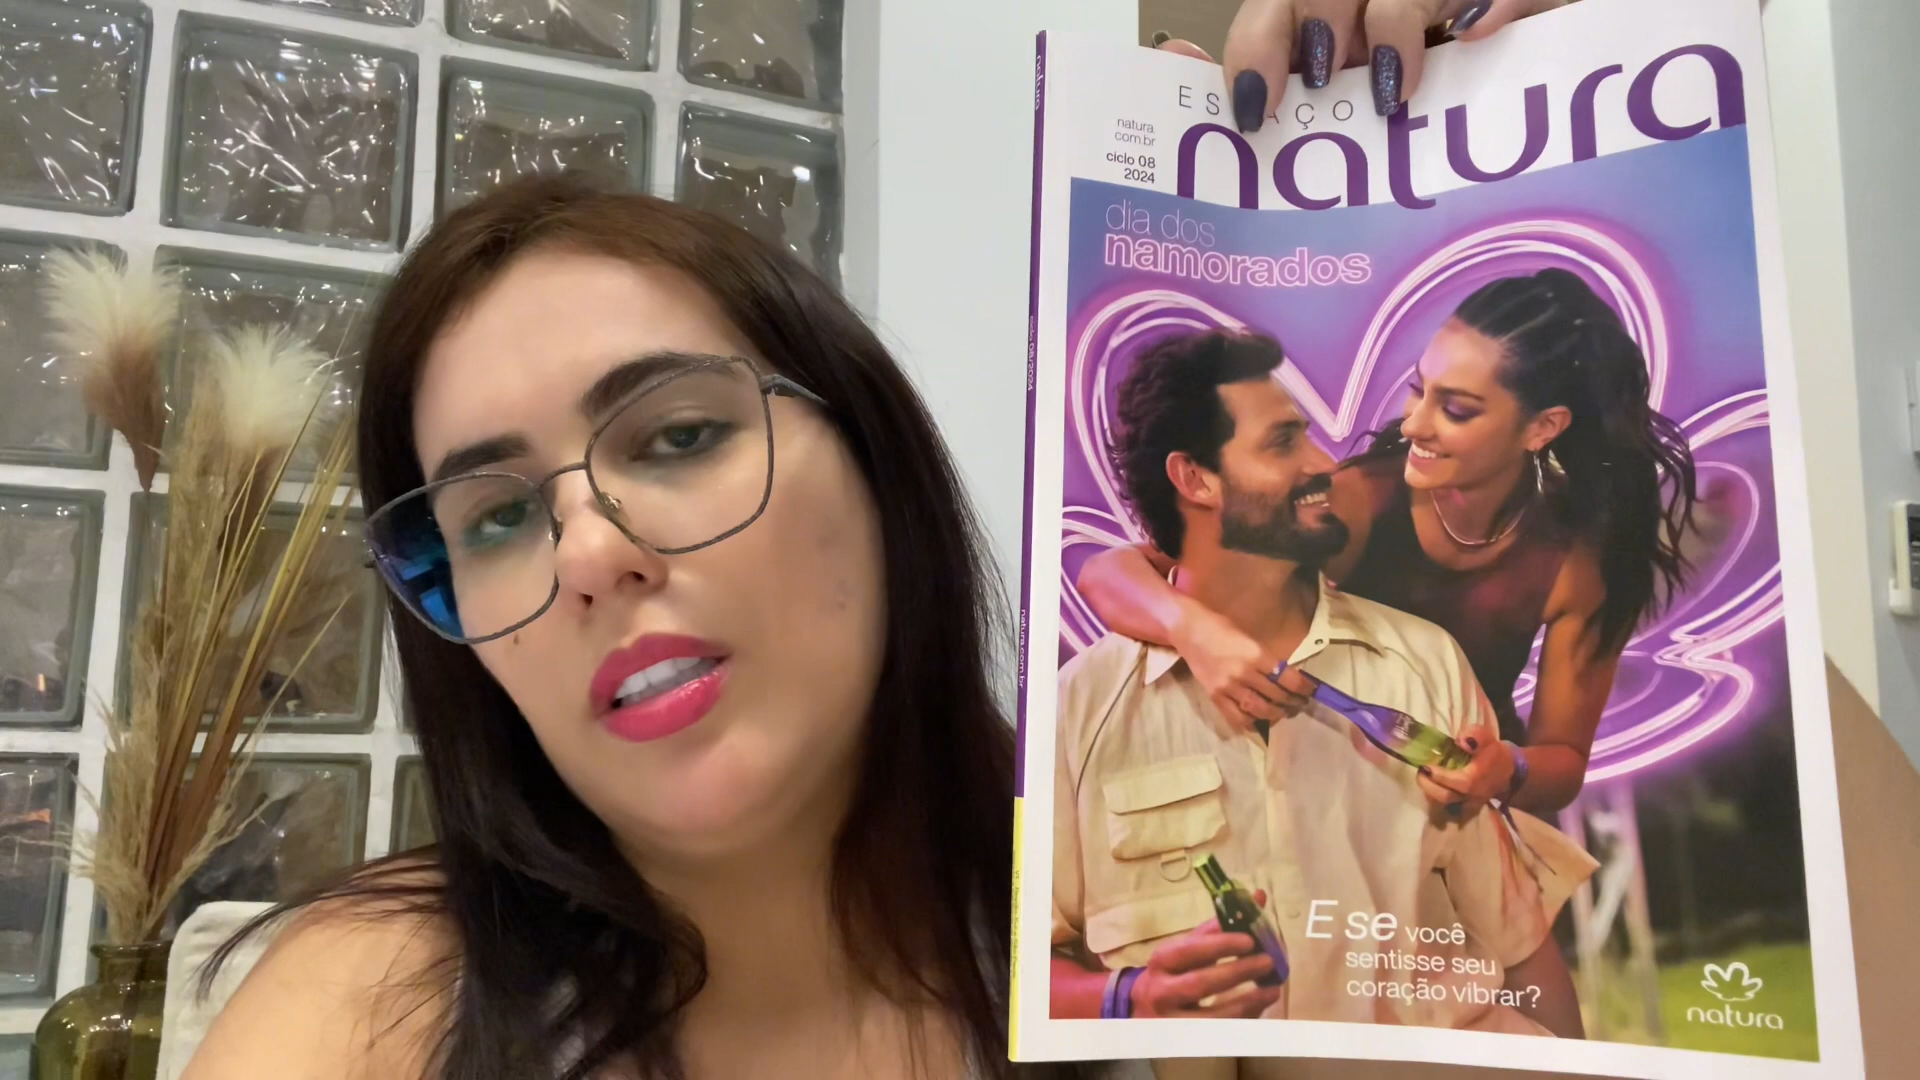 ESPAÇO
natura
natura.
com.br
ciclo 08
2024
dia dos
namorados
E se você
sentisse seu
coração vibrar?
natura
natura
natura.com.br